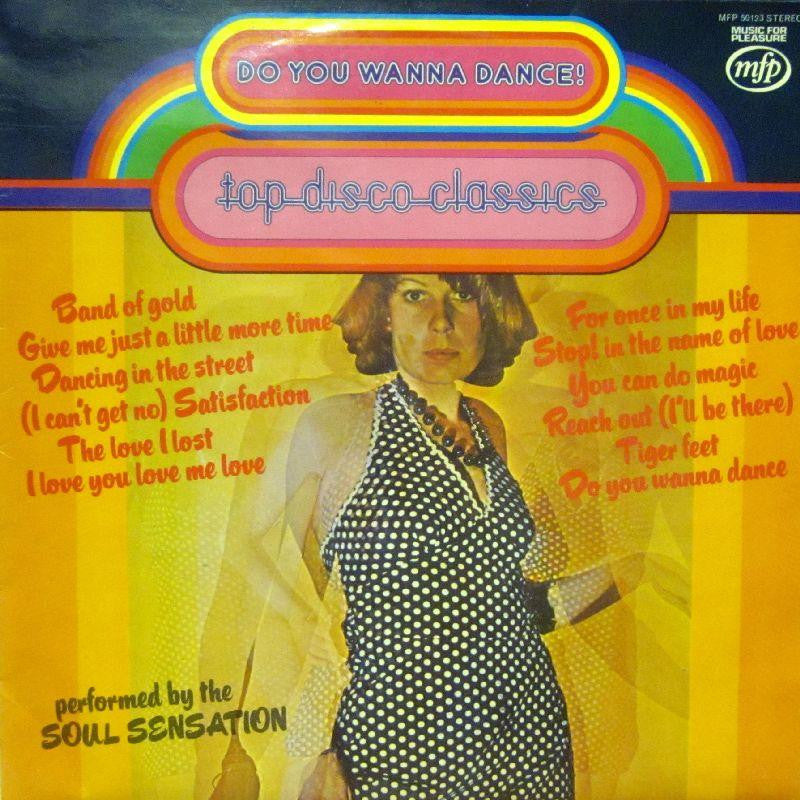 MFP 50123 STEREO
MUSIC FOR
PLEASURE
mfp
DO YOU WANNA DANCE!
top disco classics
Band of gold
Give me just a little more time
Dancing in the street
(I can't get no) Satisfaction
The love I lost
I love you love me love
For once in my life
Stop! in the name of love
You can do magic
Reach out (I'll be there)
Tiger feet
Do you wanna dance
performed by the
SOUL SENSATION